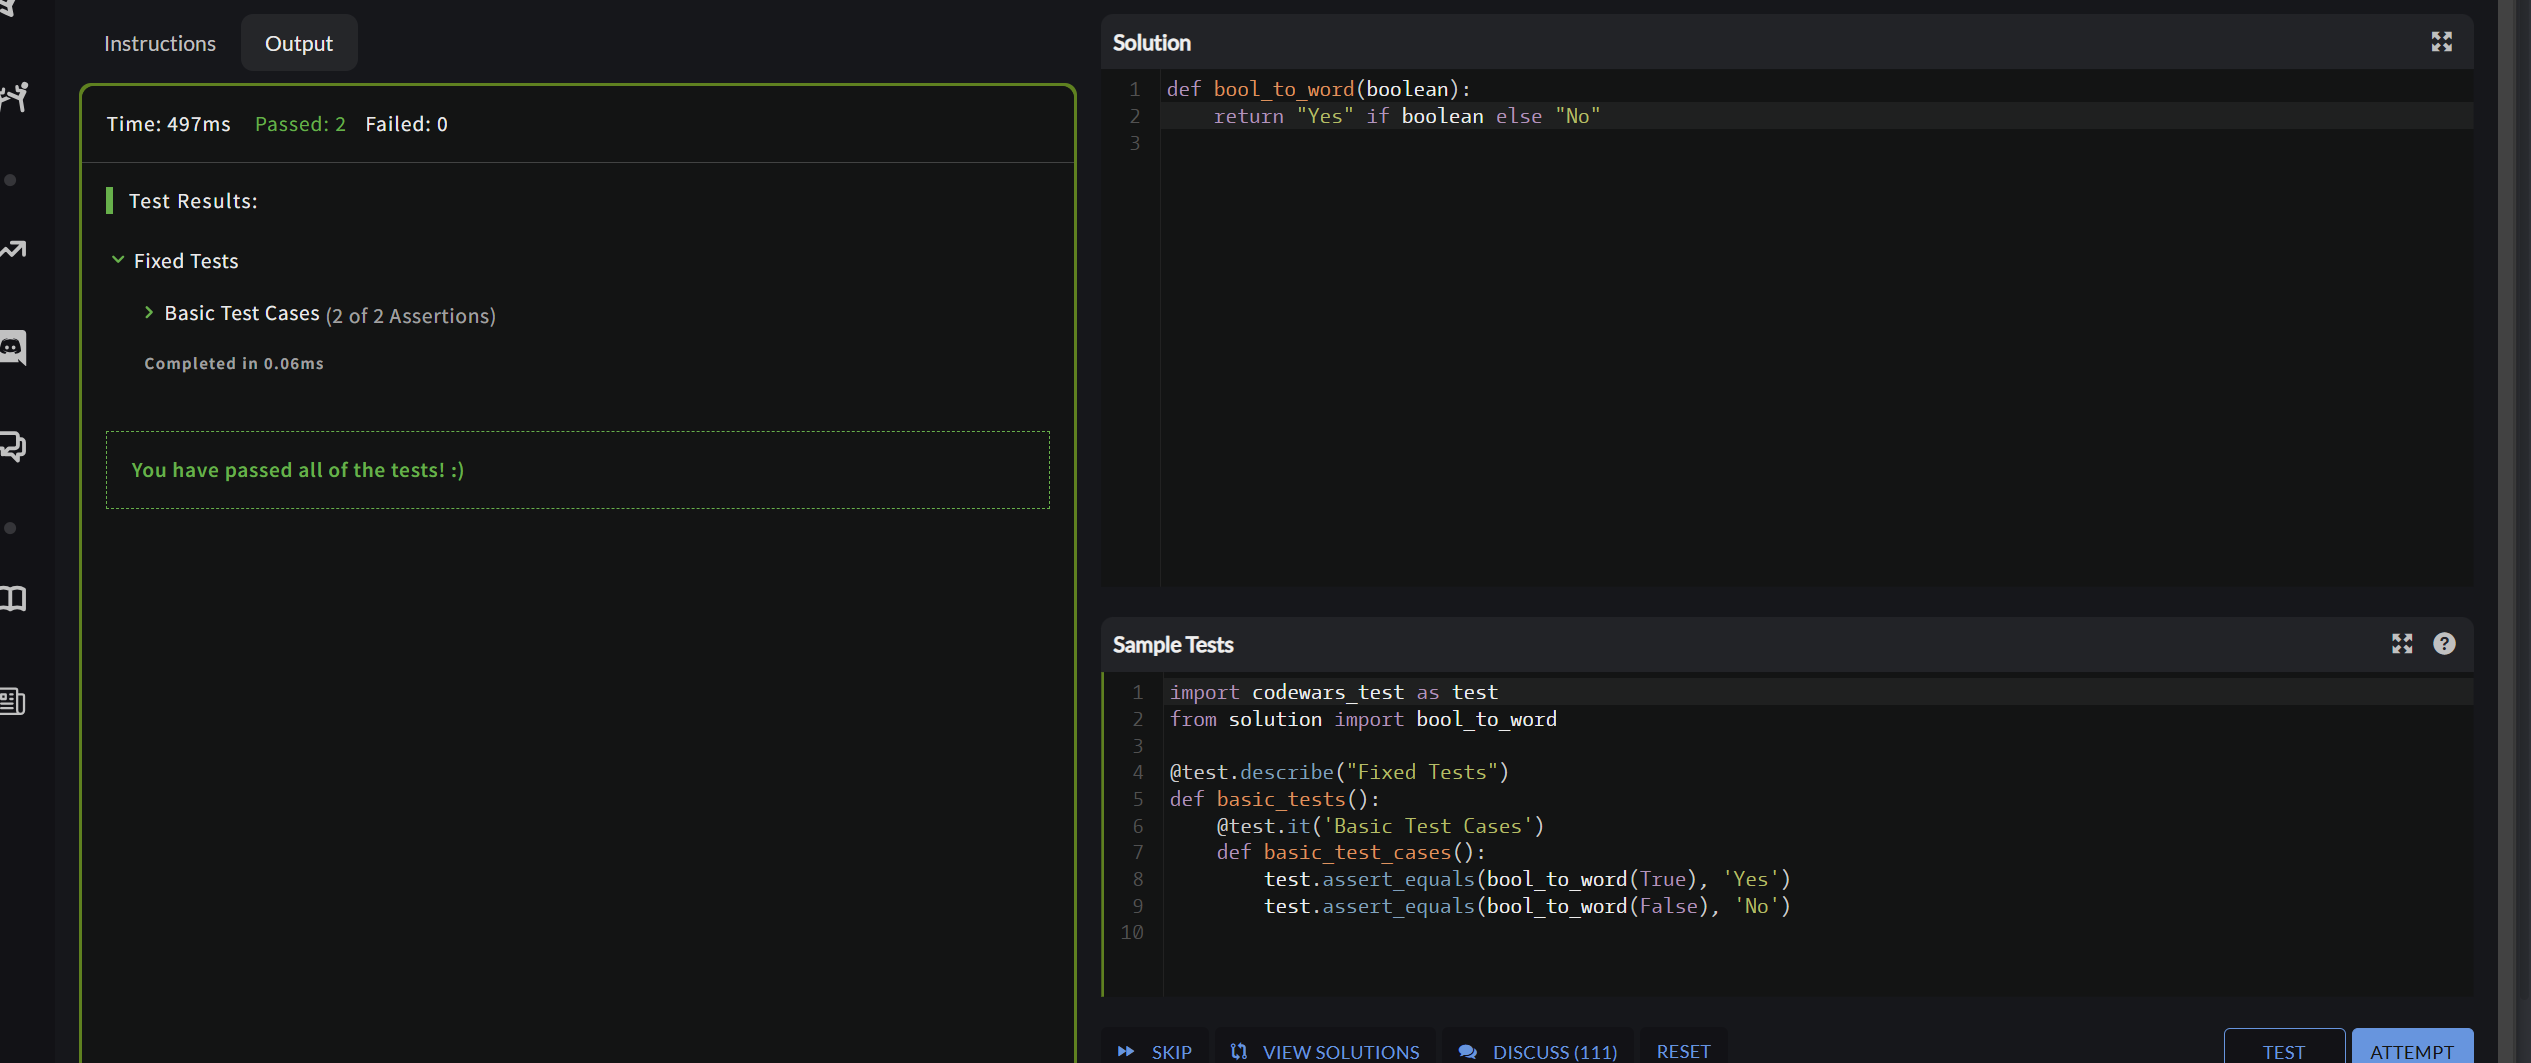 Instructions
Output
Time: 497ms Passed: 2 Failed: 0
Test Results:
Fixed Tests
Basic Test Cases (2 of 2 Assertions)
Completed in 0.06ms
You have passed all of the tests! :)
Solution
1 def bool_to_word(boolean):
2     return "Yes" if boolean else "No"
3
Sample Tests
1 import codewars_test as test
2 from solution import bool_to_word
3
4 @test.describe("Fixed Tests")
5 def basic_tests():
6     @test.it('Basic Test Cases')
7     def basic_test_cases():
8         test.assert_equals(bool_to_word(True), 'Yes')
9         test.assert_equals(bool_to_word(False), 'No')
10
SKIP
VIEW SOLUTIONS
DISCUSS (111)
RESET
TEST
ATTEMPT